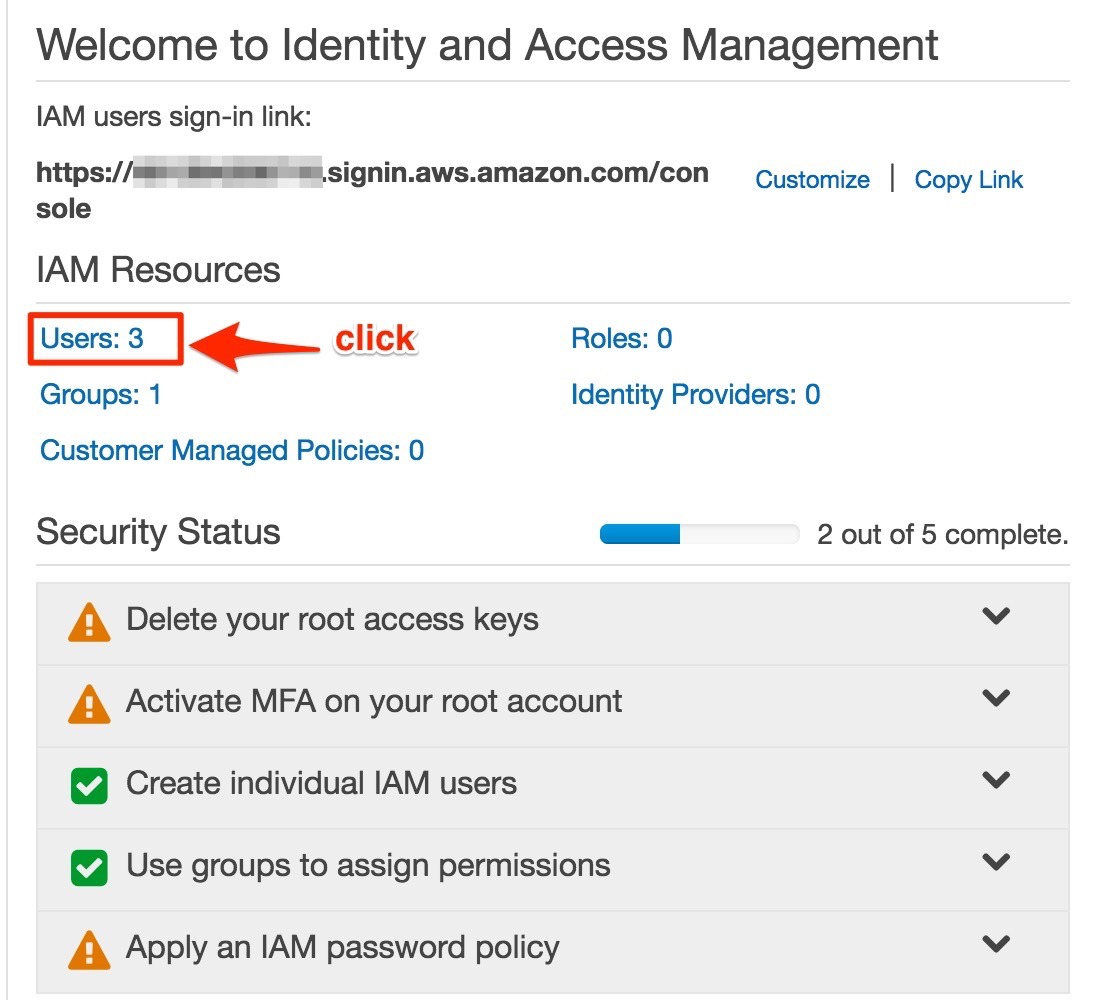 Welcome to Identity and Access Management
IAM users sign-in link:
https://
.signin.aws.amazon.com/con
sole
Customize | Copy Link
IAM Resources
Users: 3
click
Roles: 0
Groups: 1
Identity Providers: 0
Customer Managed Policies: 0
Security Status
2 out of 5 complete.
Delete your root access keys
Activate MFA on your root account
Create individual IAM users
Use groups to assign permissions
Apply an IAM password policy